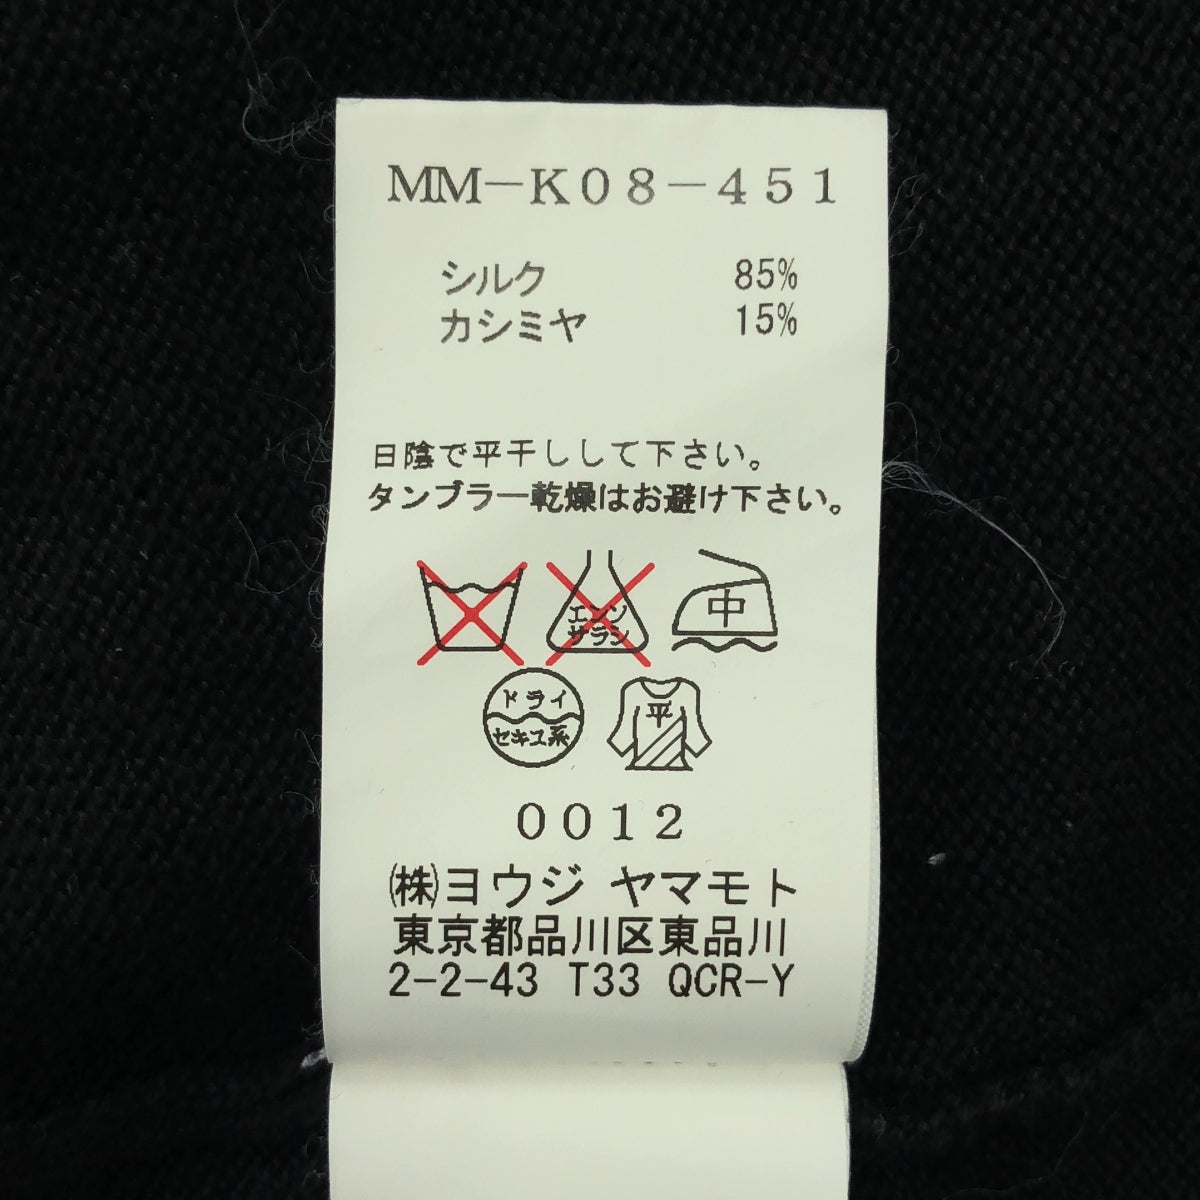 MM-K08-451
シルク 85%
カシミヤ 15%
日陰で平干しして下さい。
タンブラー乾燥はお避け下さい。
エンソ
サラシ
中
ドライ
セキユ系
平
0012
㈱ヨウジ ヤマモト
東京都品川区東品川
2-2-43 T33 QCR-Y